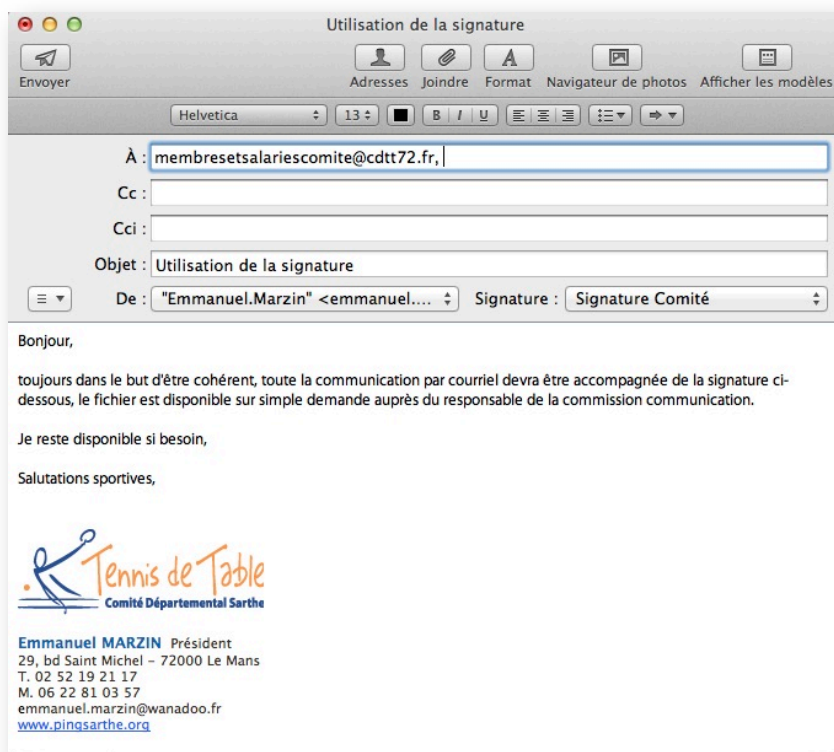 Utilisation de la signature
Envoyer
Adresses Joindre Format Navigateur de photos Afficher les modèles
Helvetica 13 B I U
À : membresetsalariescomite@cdtt72.fr,
Cc :
Cci :
Objet : Utilisation de la signature
De : "Emmanuel.Marzin" <emmanuel.... Signature : Signature Comité
Bonjour,
toujours dans le but d'être cohérent, toute la communication par courriel devra être accompagnée de la signature ci-
dessous, le fichier est disponible sur simple demande auprès du responsable de la commission communication.
Je reste disponible si besoin,
Salutations sportives,
Tennis de Table
Comité Départemental Sarthe
Emmanuel MARZIN Président
29, bd Saint Michel – 72000 Le Mans
T. 02 52 19 21 17
M. 06 22 81 03 57
emmanuel.marzin@wanadoo.fr
www.pingsarthe.org